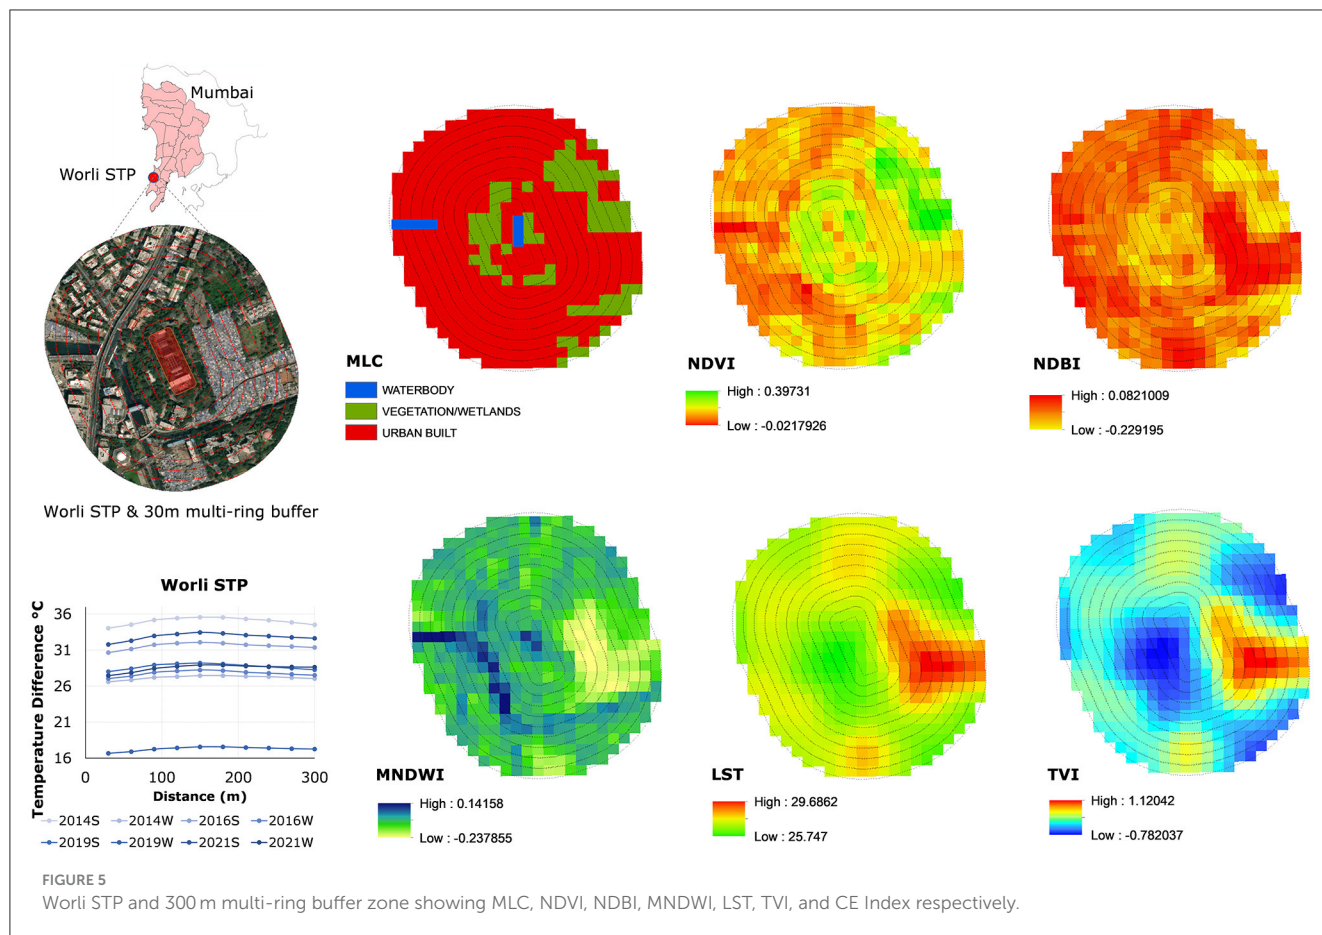 Mumbai
Worli STP
Worli STP & 30m multi-ring buffer
MLC
WATERBODY
VEGETATION/WETLANDS
URBAN BUILT
NDVI
High : 0.39731
Low : -0.0217926
NDBI
High : 0.0821009
Low : -0.229195
Worli STP
Temperature Difference °C
36
31
26
21
16
0
100
200
300
Distance (m)
2014S
2014W
2016S
2016W
2019S
2019W
2021S
2021W
MNDWI
High : 0.14158
Low : -0.237855
LST
High : 29.6862
Low : 25.747
TVI
High : 1.12042
Low : -0.782037
FIGURE 5
Worli STP and 300 m multi-ring buffer zone showing MLC, NDVI, NDBI, MNDWI, LST, TVI, and CE Index respectively.